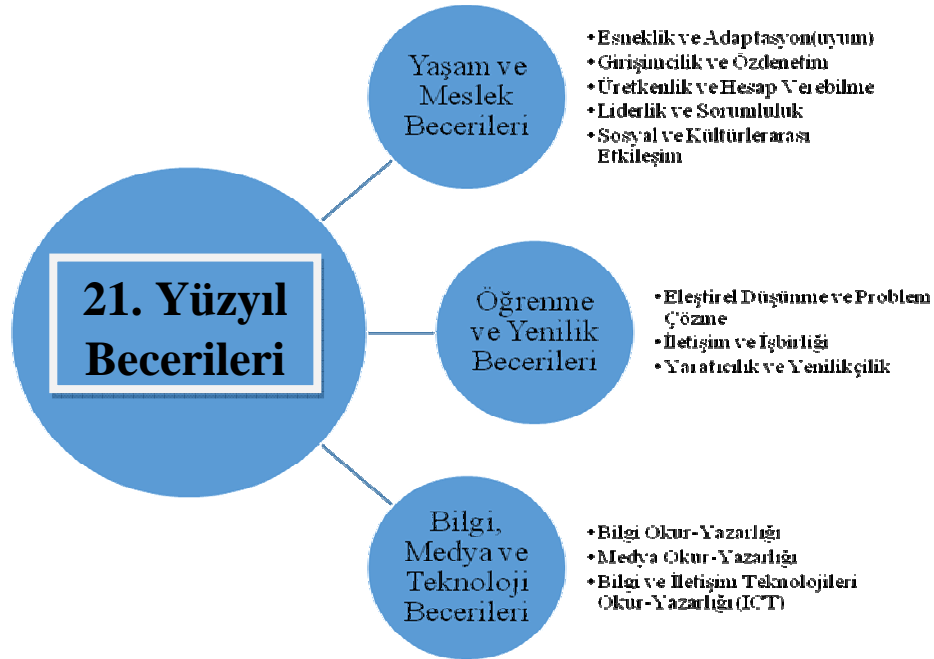 21. Yüzyıl
Becerileri
Yaşam ve
Meslek
Becerileri
•Esneklik ve Adaptasyon(uyum)
•Girişimcilik ve Özdenetim
•Üretkenlik ve Hesap Verebilme
•Liderlik ve Sorumluluk
•Sosyal ve Kültürlerarası
Etkileşim
Öğrenme
ve Yenilik
Becerileri
•Eleştirel Düşünme ve Problem
Çözme
•İletişim ve İşbirliği
•Yaratıcılık ve Yenilikçilik
Bilgi,
Medya ve
Teknoloji
Becerileri
•Bilgi Okur-Yazarlığı
•Medya Okur-Yazarlığı
•Bilgi ve İletişim Teknolojileri
Okur-Yazarlığı (ICT)